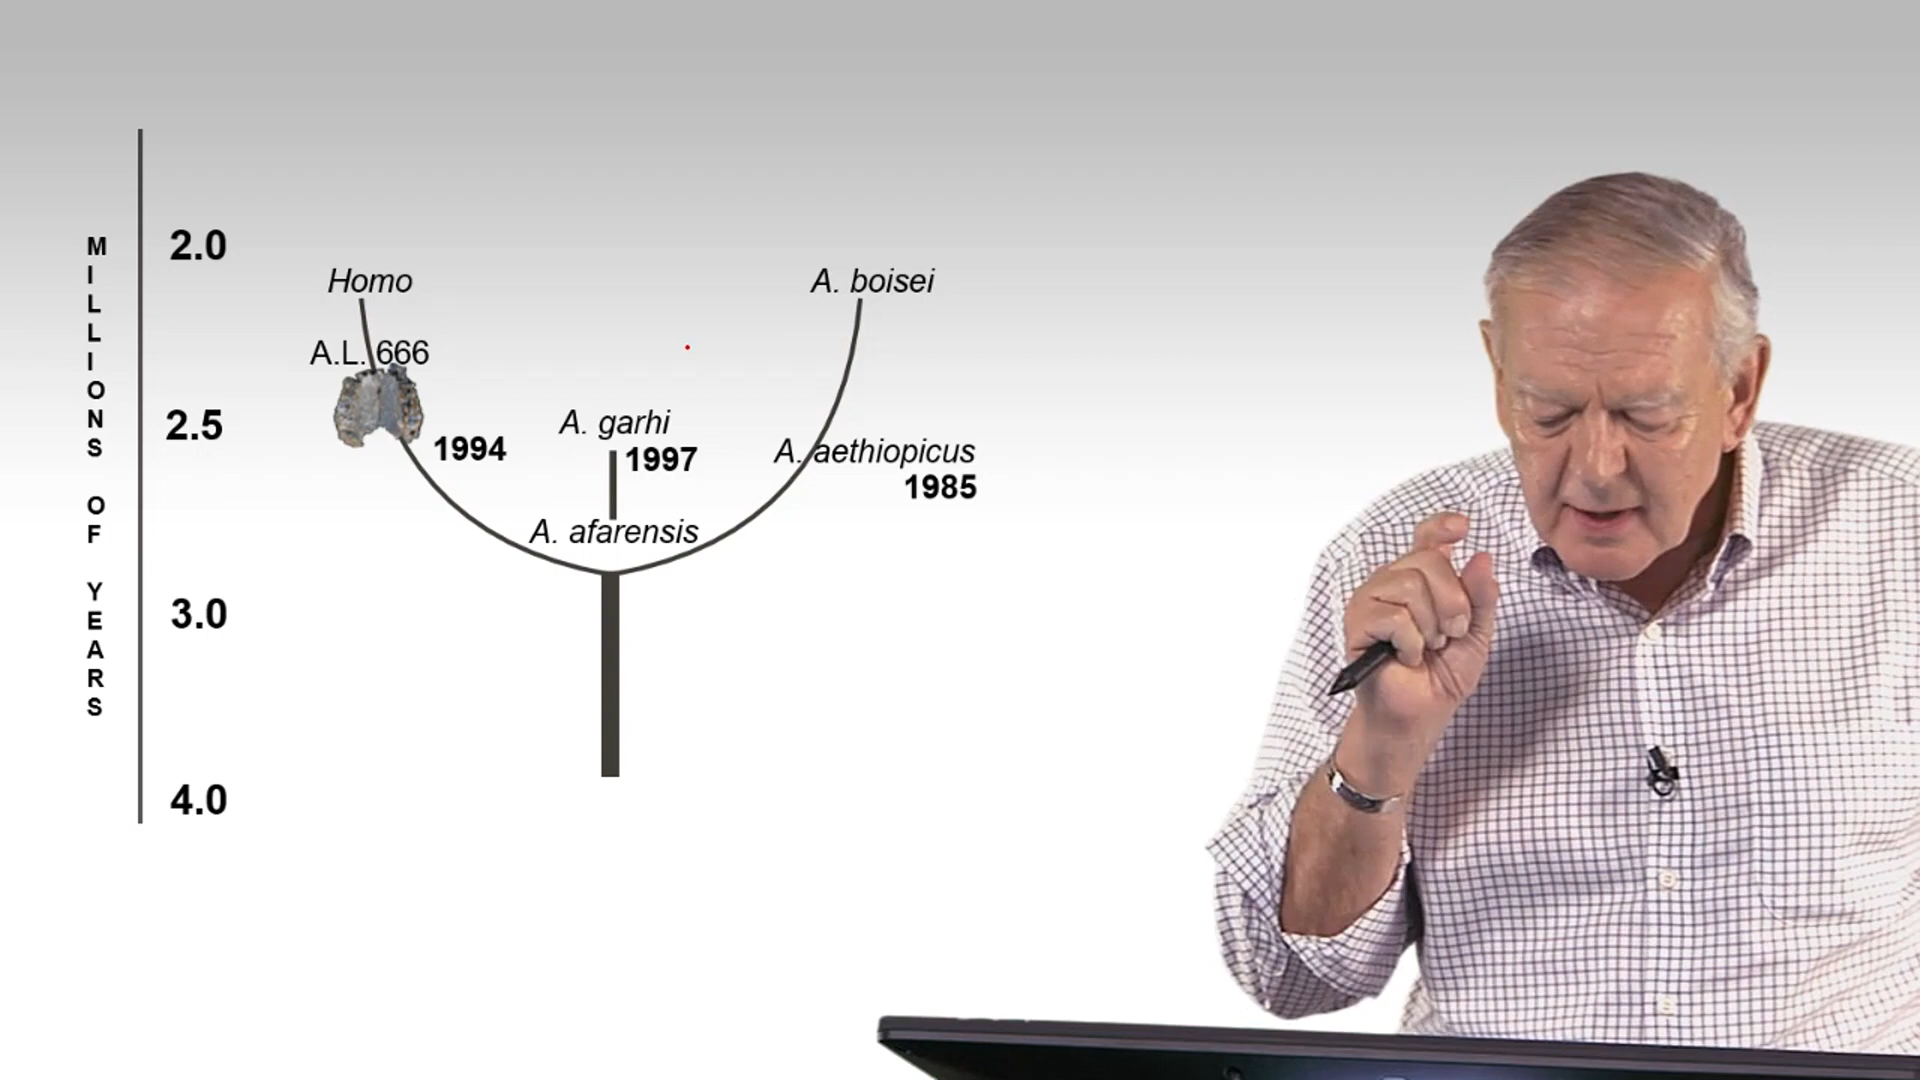 MILLIONS OF YEARS
2.0
2.5
3.0
4.0
Homo
A. boisei
A.L. 666
1994
A. garhi
1997
A. aethiopicus
1985
A. afarensis